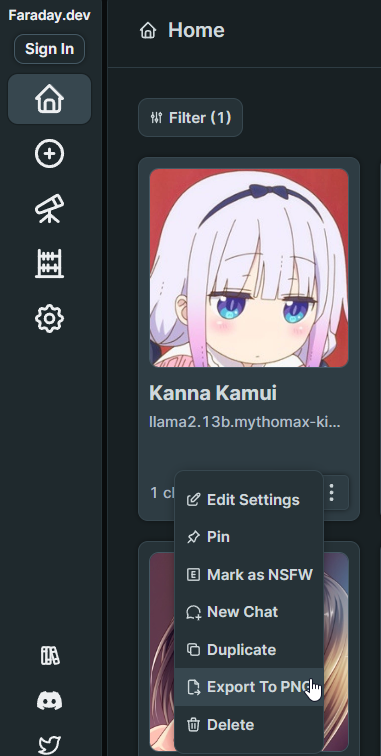 Faraday.dev
Sign In
Home
Filter (1)
Kanna Kamui
llama2.13b.mythomax-ki...
1
Edit Settings
Pin
Mark as NSFW
New Chat
Duplicate
Export To PNG
Delete